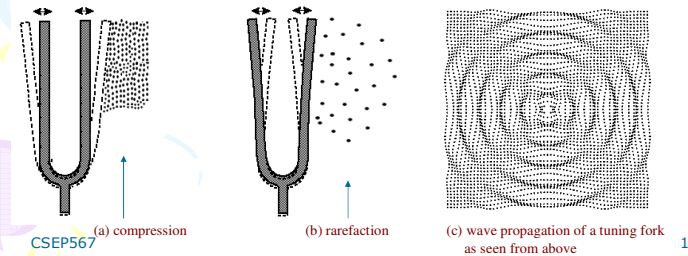 (a) compression
(b) rarefaction
(c) wave propagation of a tuning fork
as seen from above
CSEP567
1